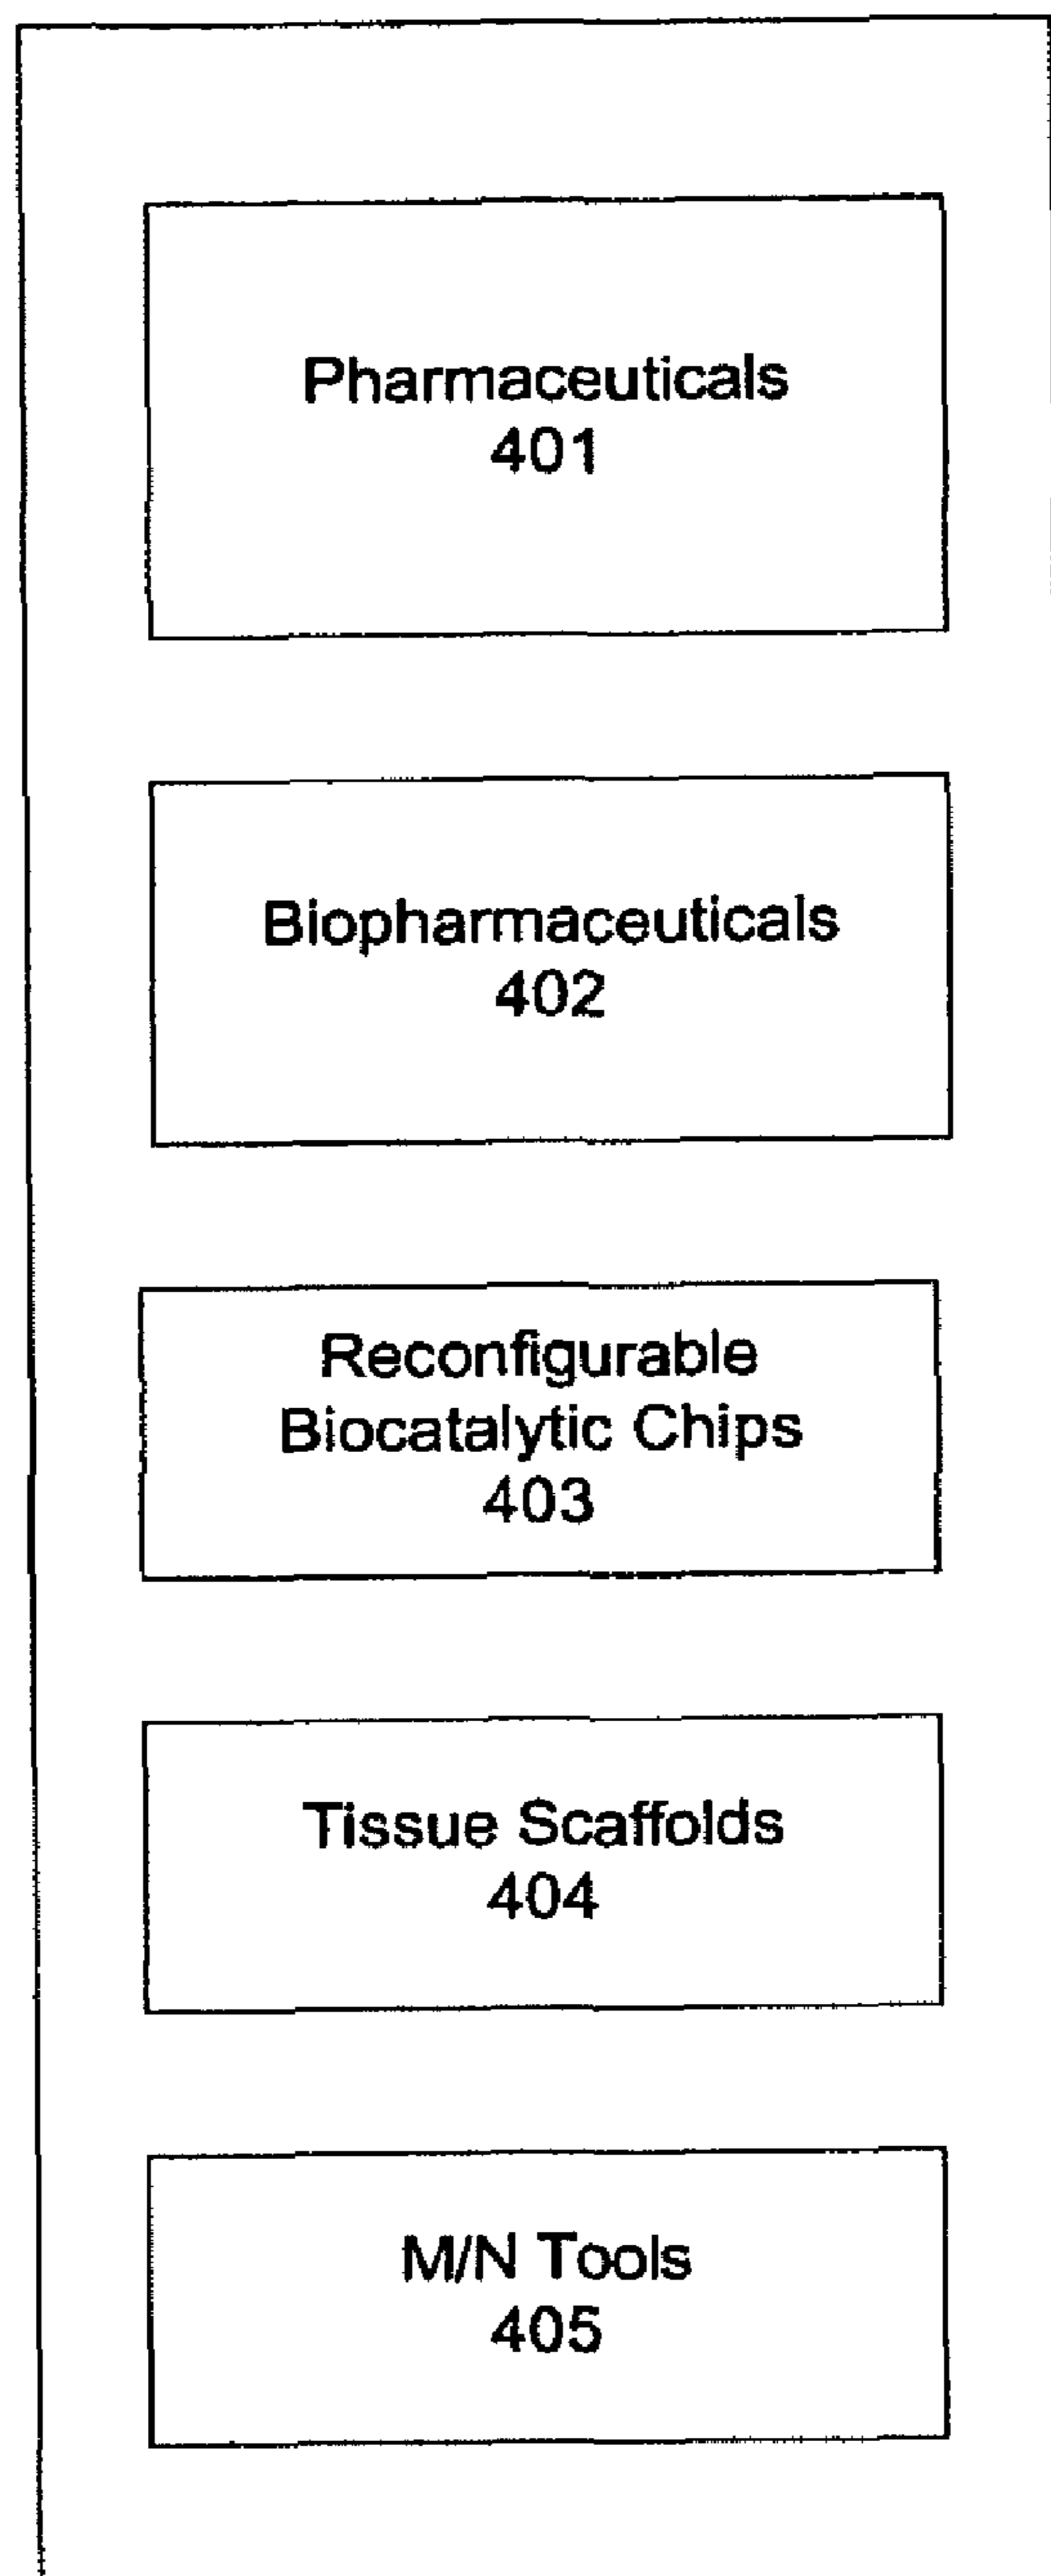 Pharmaceuticals
401
Biopharmaceuticals
402
Reconfigurable
Biocatalytic Chips
403
Tissue Scaffolds
404
M/N Tools
405